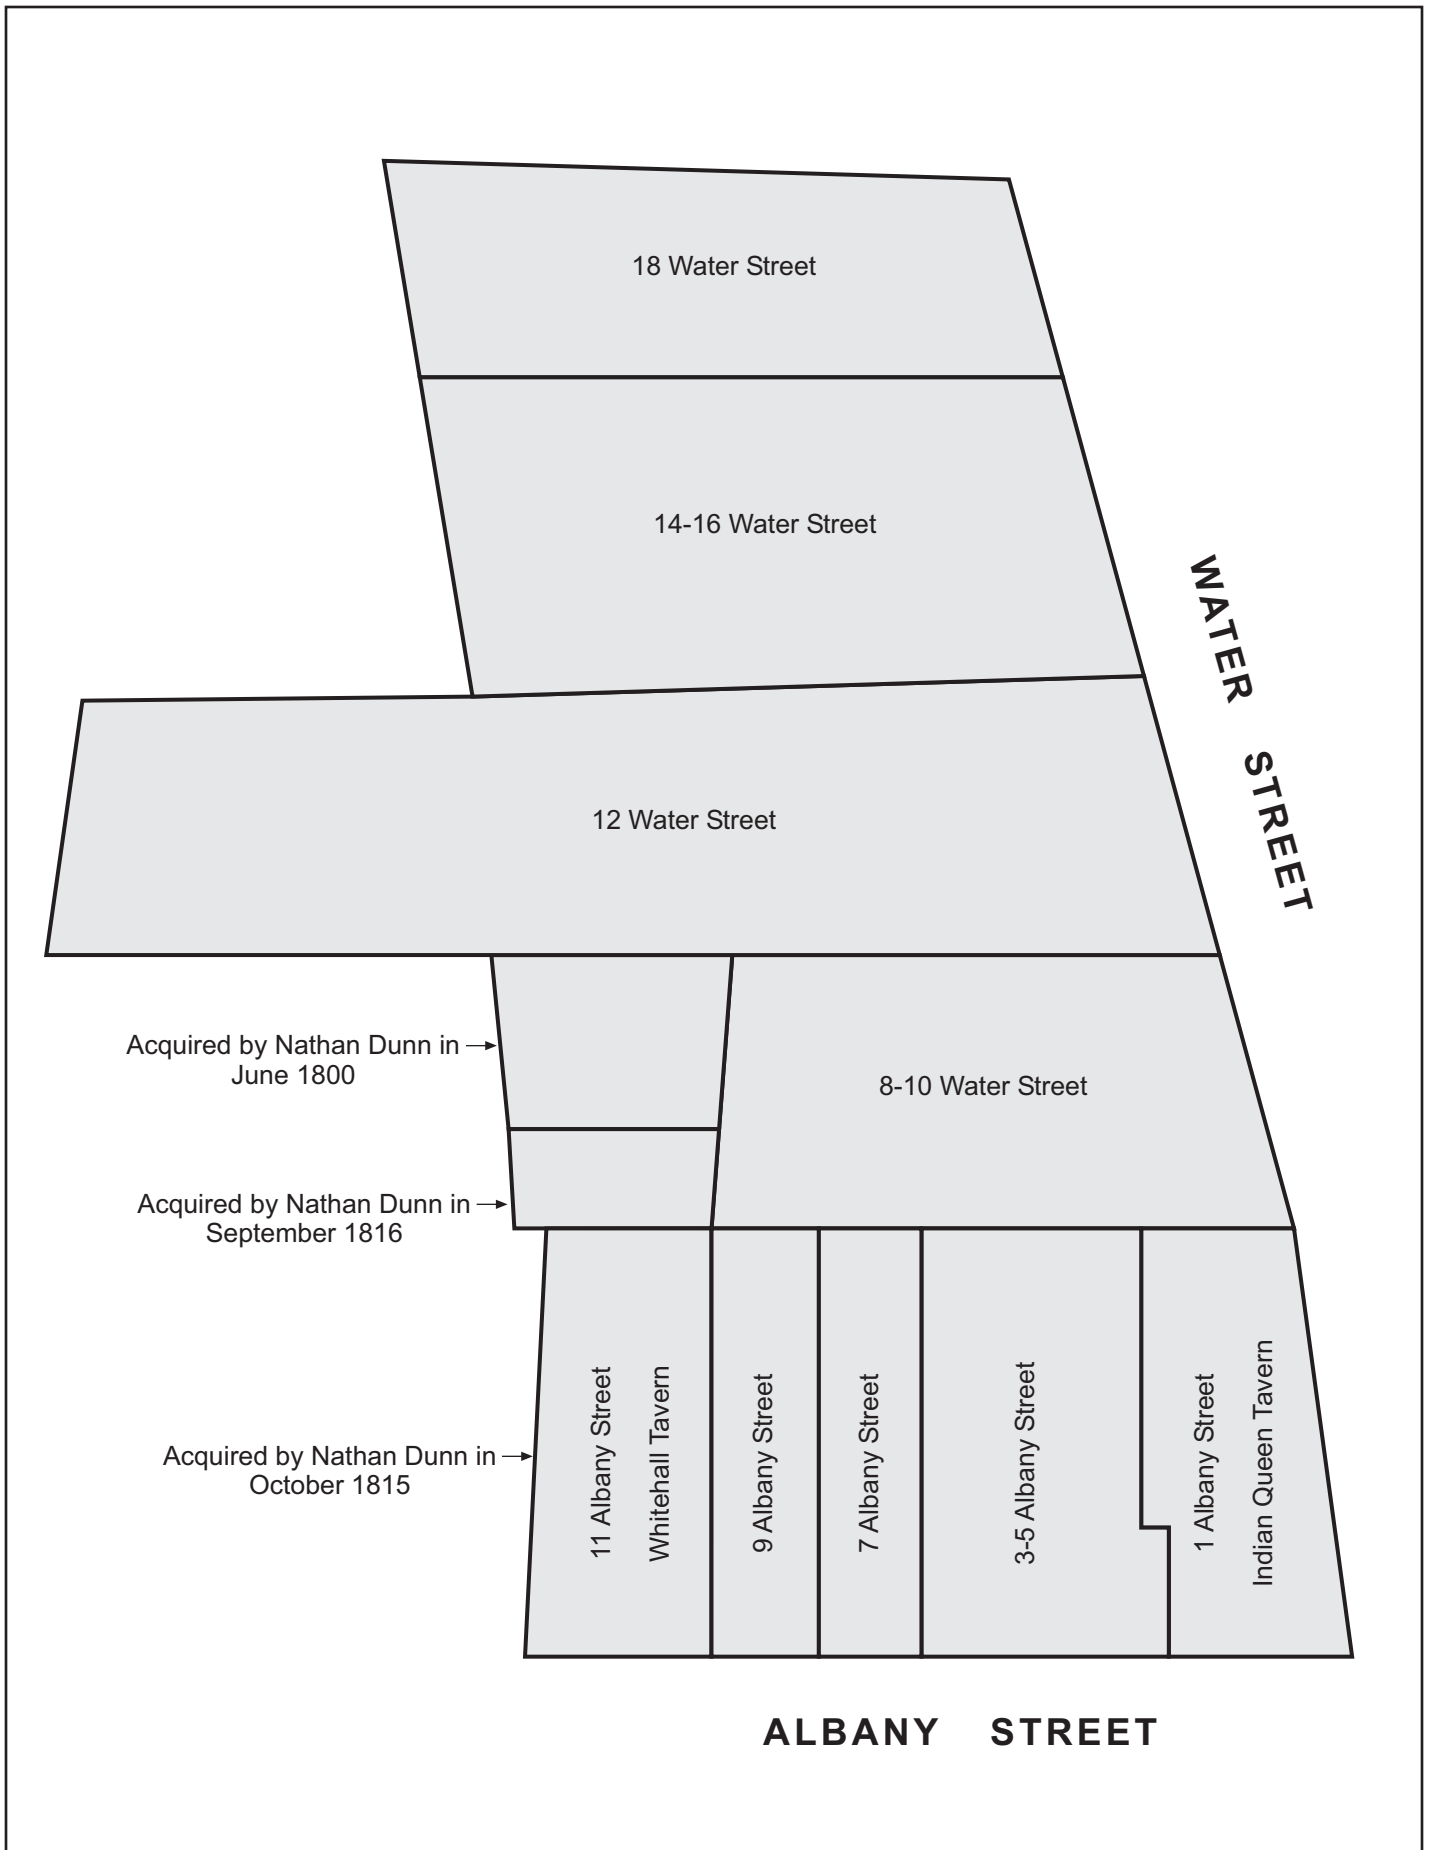 18 Water Street
14-16 Water Street
WATER STREET
12 Water Street
Acquired by Nathan Dunn in
June 1800
8-10 Water Street
Acquired by Nathan Dunn in
September 1816
Acquired by Nathan Dunn in
October 1815
11 Albany Street
Whitehall Tavern
9 Albany Street
7 Albany Street
3-5 Albany Street
1 Albany Street
Indian Queen Tavern
ALBANY STREET